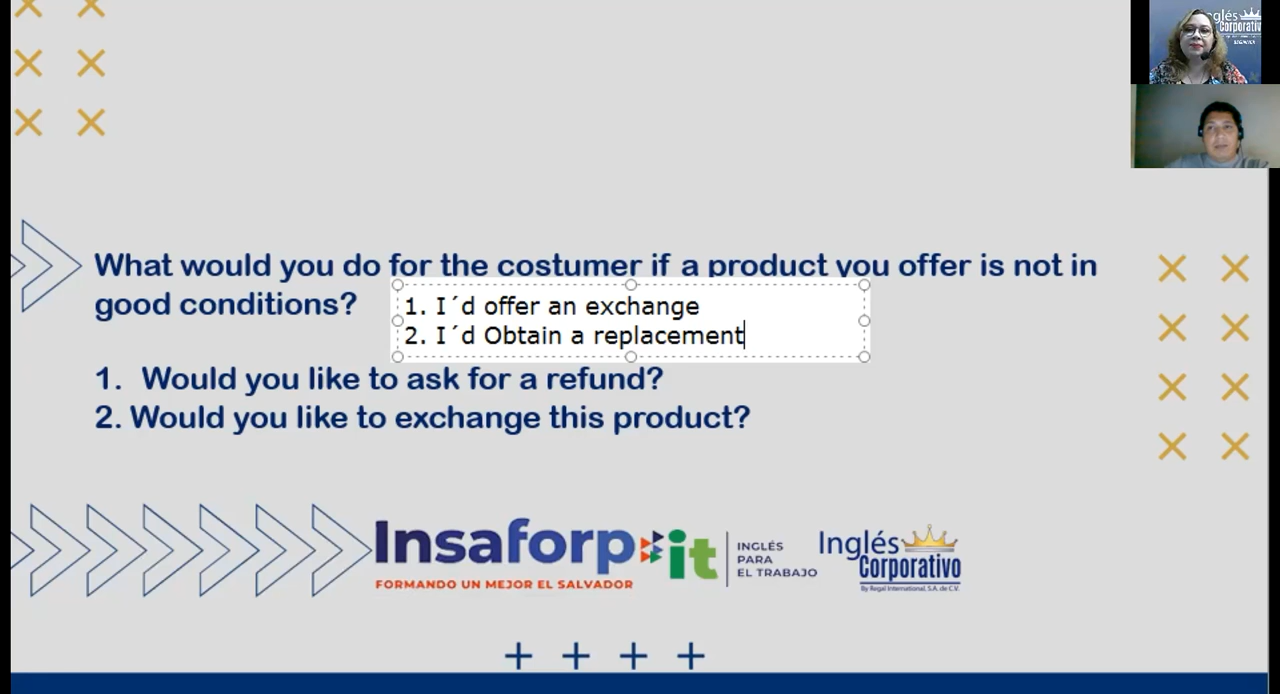 Inglés
Corporativo
What would you do for the costumer if a product you offer is not in
good conditions?
1. I´d offer an exchange
2. I´d Obtain a replacement
1. Would you like to ask for a refund?
2. Would you like to exchange this product?
Insaforp it
FORMANDO UN MEJOR EL SALVADOR
INGLÉS
PARA
EL TRABAJO
Inglés
Corporativo
By Regal International, S.A. de C.V.